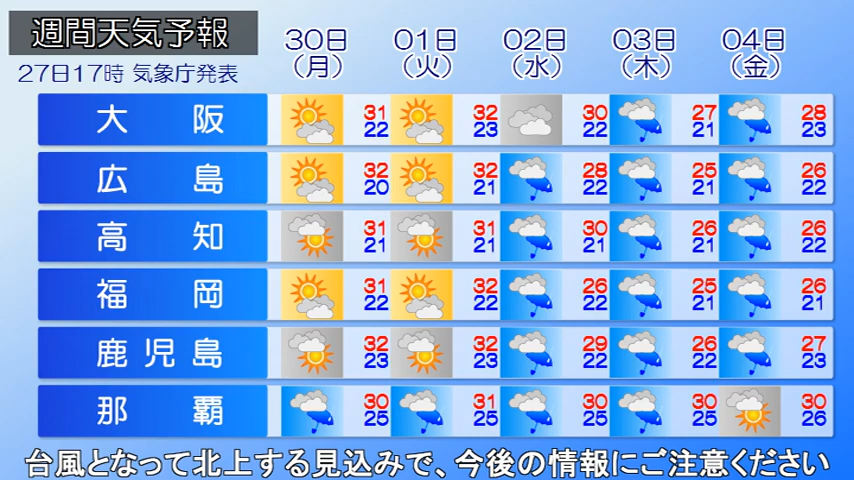 週間天気予報
27日17時 気象庁発表
30日 01日 02日 03日 04日
(月) (火) (水) (木) (金)
大阪 31 22 32 23 30 22 27 21 28 23
広島 32 20 32 21 28 22 25 21 26 22
高知 31 21 31 21 30 21 26 21 26 22
福岡 31 22 32 22 26 22 25 21 26 21
鹿児島 32 23 32 23 29 22 26 22 27 23
那覇 30 25 31 25 30 25 30 25 30 26
台風となって北上する見込みで、今後の情報にご注意ください